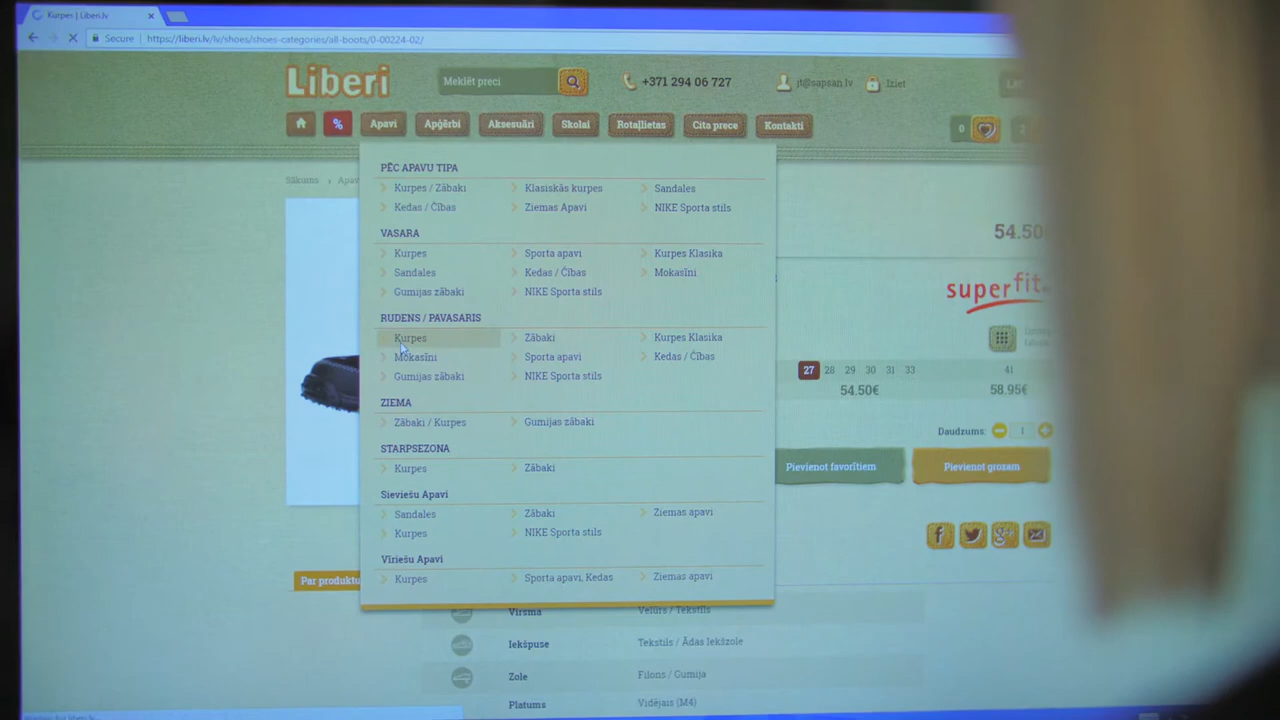 Kurpes | Liberi.lv
Secure https://liberi.lv/lv/shoes/shoes-categories/all-boots/0-00224-02/
Liberi Meklēt preci +371 294 06 727 jt@sapsan.lv Iziet
% Apavi Apģērbi Aksesuāri Skolai Rotaļlietas Cita prece Kontakti 0
Sākums › Apav
PĒC APAVU TIPA
Kurpes / Zābaki Klasiskās kurpes Sandales
Kedas / Čības Ziemas Apavi NIKE Sporta stils
VASARA
Kurpes Sporta apavi Kurpes Klasika
Sandales Kedas / Čības Mokasīni
Gumijas zābaki NIKE Sporta stils
RUDENS / PAVASARIS
Kurpes Zābaki Kurpes Klasika
Mokasīni Sporta apavi Kedas / Čības
Gumijas zābaki NIKE Sporta stils
ZIEMA
Zābaki / Kurpes Gumijas zābaki
STARPSEZONA
Kurpes Zābaki
Sieviešu Apavi
Sandales Zābaki Ziemas apavi
Kurpes NIKE Sporta stils
Vīriešu Apavi
Kurpes Sporta apavi, Kedas Ziemas apavi
54.50
superfit
27 28 29 30 31 33 41
54.50€ 58.95€
Daudzums: 1
Pievienot favorītiem Pievienot grozam
Par produktu
Virsma Velūrs / Tekstīls
Iekšpuse Tekstils / Ādas Iekšzole
Zole Filons / Gumija
Platums Vidējais (M4)